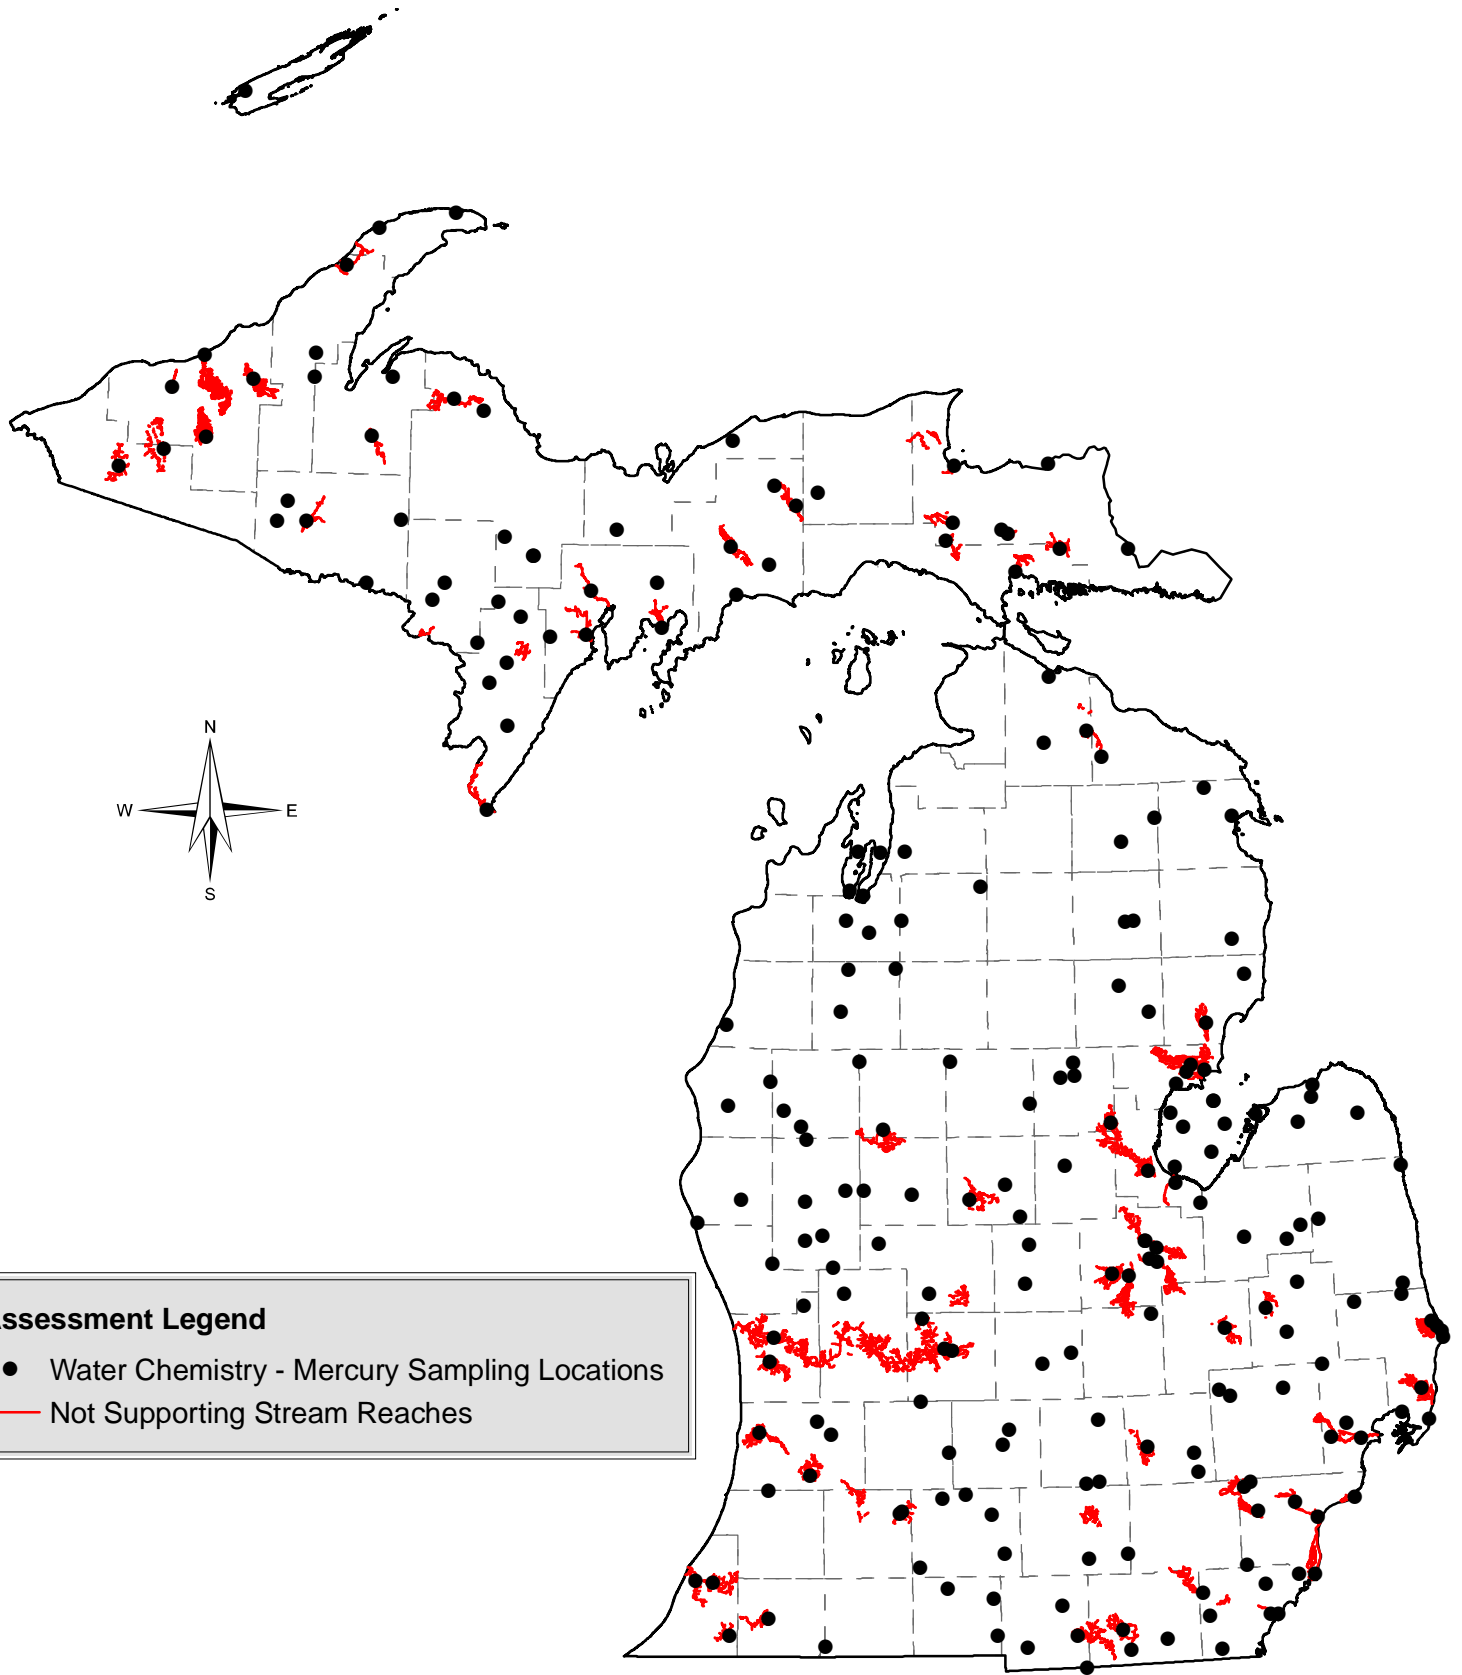 N
W E
S
ssessment Legend
Water Chemistry - Mercury Sampling Locations
Not Supporting Stream Reaches